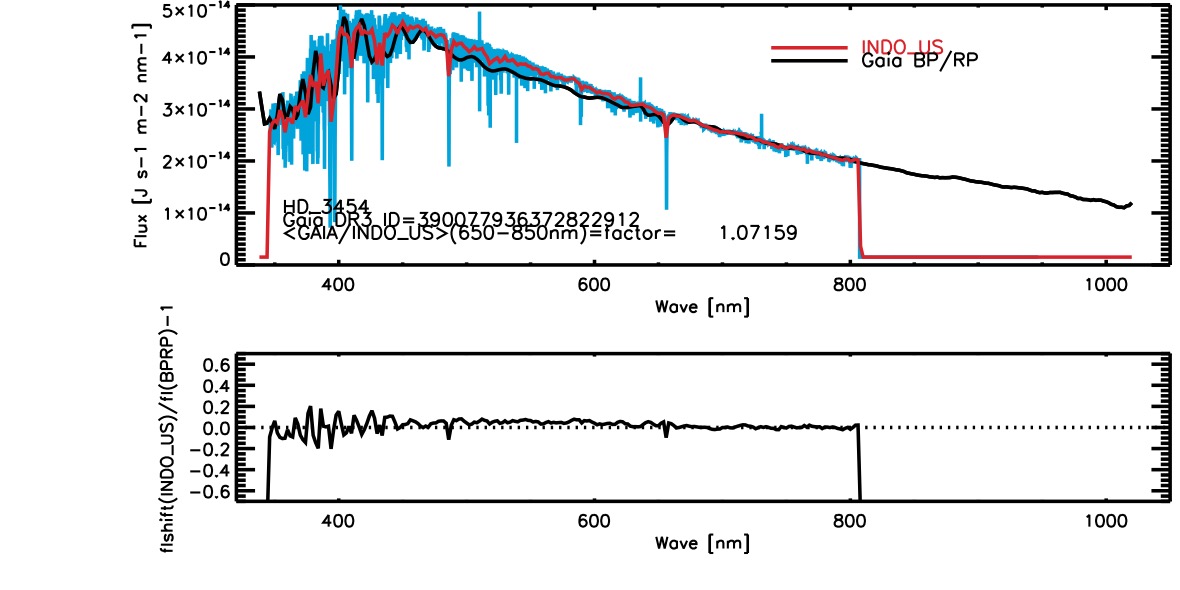 5×10-14
4×10-14
3×10-14
2×10-14
1×10-14
0
Flux [J s-1 m-2 nm-1]
INDO_US
Gaia BP/RP
HD_3454
Gaia DR3 ID=390077936372822912
<GAIA/INDO_US>(650-850nm)=factor= 1.07159
400 600 800 1000
Wave [nm]
0.6
0.4
0.2
0.0
-0.2
-0.4
-0.6
flshift(INDO_US)/fl(BPRP)-1
400 600 800 1000
Wave [nm]